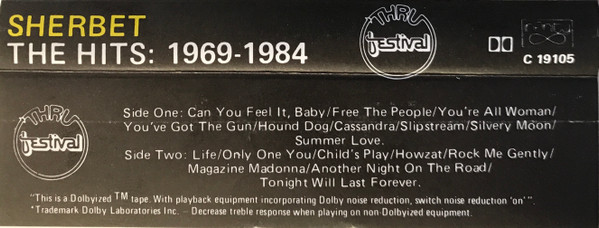 SHERBET
THE HITS: 1969-1984
THRU
festival
C 19105
THRU
festival
Side One: Can You Feel It, Baby/Free The People/You're All Woman/
You've Got The Gun/Hound Dog/Cassandra/Slipstream/Silvery Moon/
Summer Love.
Side Two: Life/Only One You/Child's Play/Howzat/Rock Me Gently/
Magazine Madonna/Another Night On The Road/
Tonight Will Last Forever.
"This is a Dolbyized TM tape. With playback equipment incorporating Dolby noise reduction, switch noise reduction 'on' ".
*Trademark Dolby Laboratories Inc. – Decrease treble response when playing on non-Dolbyized equipment.